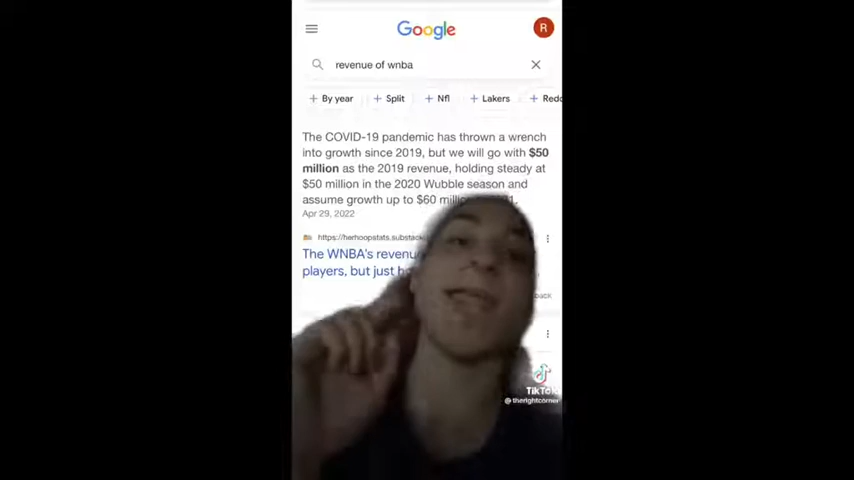 Google
R
revenue of wnba
By year
Split
Nfl
Lakers
The COVID-19 pandemic has thrown a wrench
into growth since 2019, but we will go with $50
million as the 2019 revenue, holding steady at
$50 million in the 2020 Wubble season and
assume growth up to $60
Apr 29, 2022
https://herhoopstats.substack
The WNBA's
players, but just
TikTok
@therightcorner